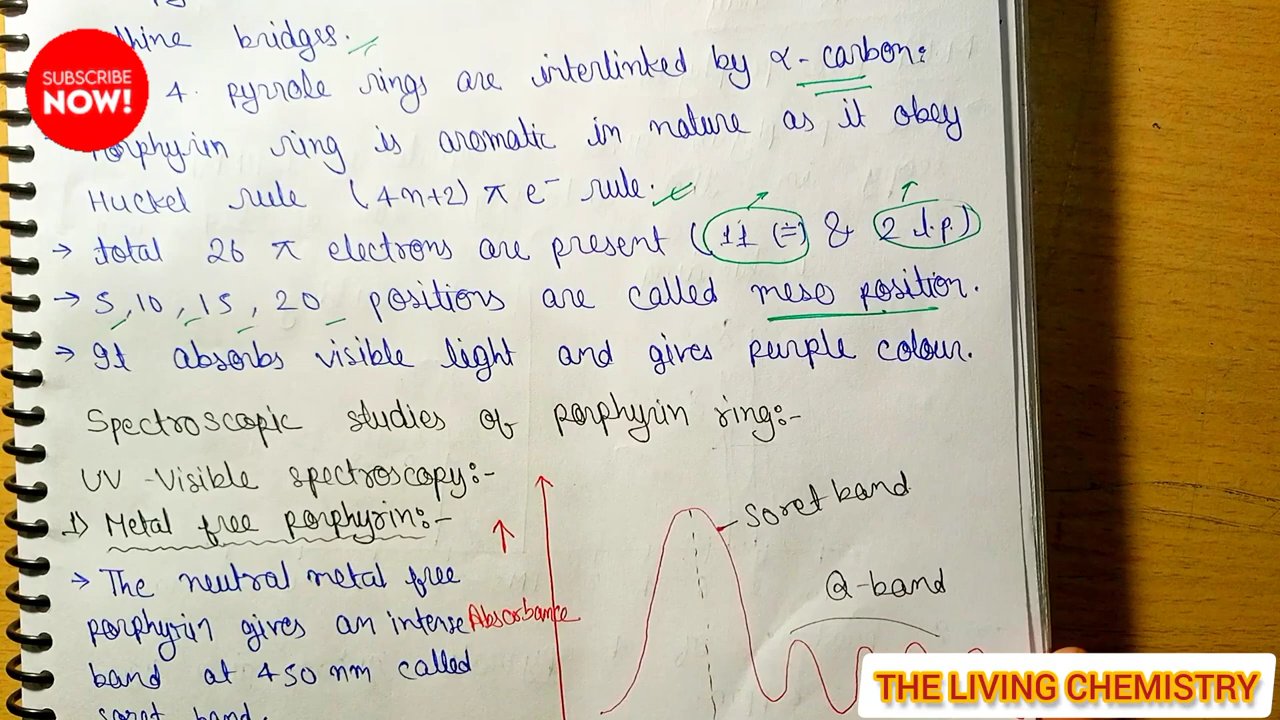 bridges.
SUBSCRIBE
NOW!
4. pyrrole rings are interlinked by α-carbon:
Porphyrin ring is aromatic in nature as it obey
Huckel rule (4n+2) π e⁻ rule.
→ total 26 π electrons are present (11 (=) & 2 l.p.)
→ 5,10,15,20 positions are called meso position.
→ It absorbs visible light and gives purple colour.
Spectroscopic studies of porphyrin ring:-
UV-Visible spectroscopy:-
1) Metal free porphyrin:-
→ The neutral metal free
porphyrin gives an intense
band at 450 nm called
soret band.
Absorbance
Soret band
Q-band
THE LIVING CHEMISTRY